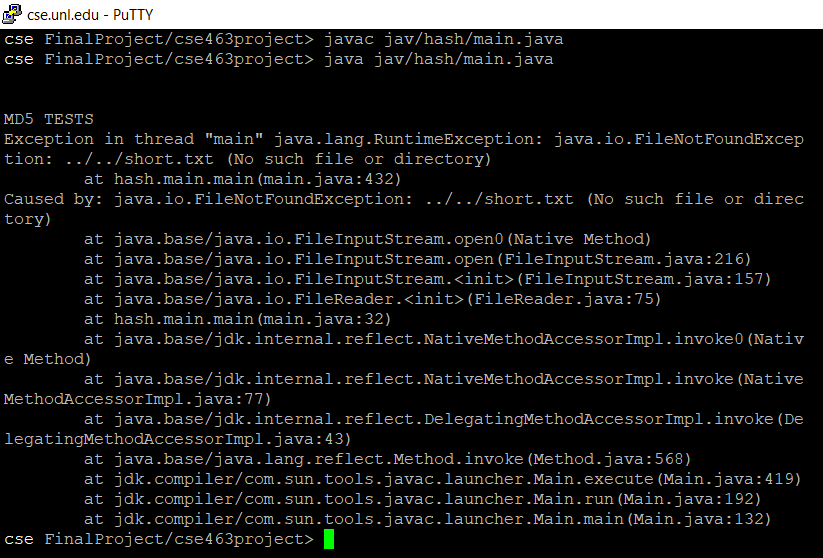 cse.unl.edu - PuTTY
cse FinalProject/cse463project> javac jav/hash/main.java
cse FinalProject/cse463project> java jav/hash/main.java
MD5 TESTS
Exception in thread "main" java.lang.RuntimeException: java.io.FileNotFoundExcep
tion: ../../short.txt (No such file or directory)
        at hash.main.main(main.java:432)
Caused by: java.io.FileNotFoundException: ../../short.txt (No such file or direc
tory)
        at java.base/java.io.FileInputStream.open0(Native Method)
        at java.base/java.io.FileInputStream.open(FileInputStream.java:216)
        at java.base/java.io.FileInputStream.<init>(FileInputStream.java:157)
        at java.base/java.io.FileReader.<init>(FileReader.java:75)
        at hash.main.main(main.java:32)
        at java.base/jdk.internal.reflect.NativeMethodAccessorImpl.invoke0(Nativ
e Method)
        at java.base/jdk.internal.reflect.NativeMethodAccessorImpl.invoke(Native
MethodAccessorImpl.java:77)
        at java.base/jdk.internal.reflect.DelegatingMethodAccessorImpl.invoke(De
legatingMethodAccessorImpl.java:43)
        at java.base/java.lang.reflect.Method.invoke(Method.java:568)
        at jdk.compiler/com.sun.tools.javac.launcher.Main.execute(Main.java:419)
        at jdk.compiler/com.sun.tools.javac.launcher.Main.run(Main.java:192)
        at jdk.compiler/com.sun.tools.javac.launcher.Main.main(Main.java:132)
cse FinalProject/cse463project>